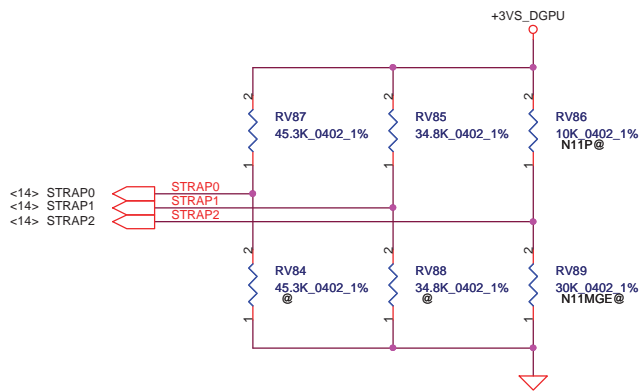 +3VS_DGPU
2 2 2
RV87 RV85 RV86
45.3K_0402_1% 34.8K_0402_1% 10K_0402_1%
N11P@
1 1 1
<14> STRAP0 STRAP0
<14> STRAP1 STRAP1
<14> STRAP2 STRAP2
2 2 2
RV84 RV88 RV89
45.3K_0402_1% 34.8K_0402_1% 30K_0402_1%
@ @ N11MGE@
1 1 1